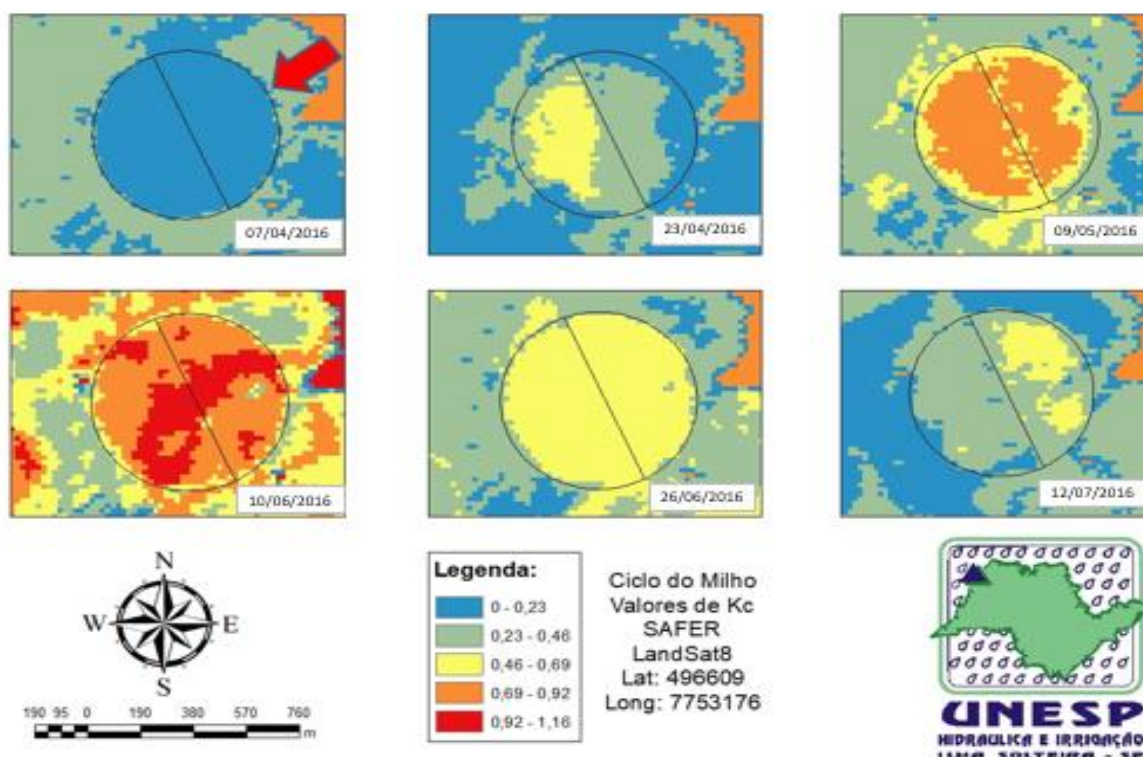 07/04/2016
23/04/2016
09/05/2016
10/06/2016
26/06/2016
12/07/2016
N
W E
S
190 95 0 190 380 570 760
m
Legenda:
0 - 0,23
0,23 - 0,46
0,46 - 0,69
0,69 - 0,92
0,92 - 1,16
Ciclo do Milho
Valores de Kc
SAFER
LandSat8
Lat: 496609
Long: 7753176
UNESP
HIDRÁULICA E IRRIGAÇÃO